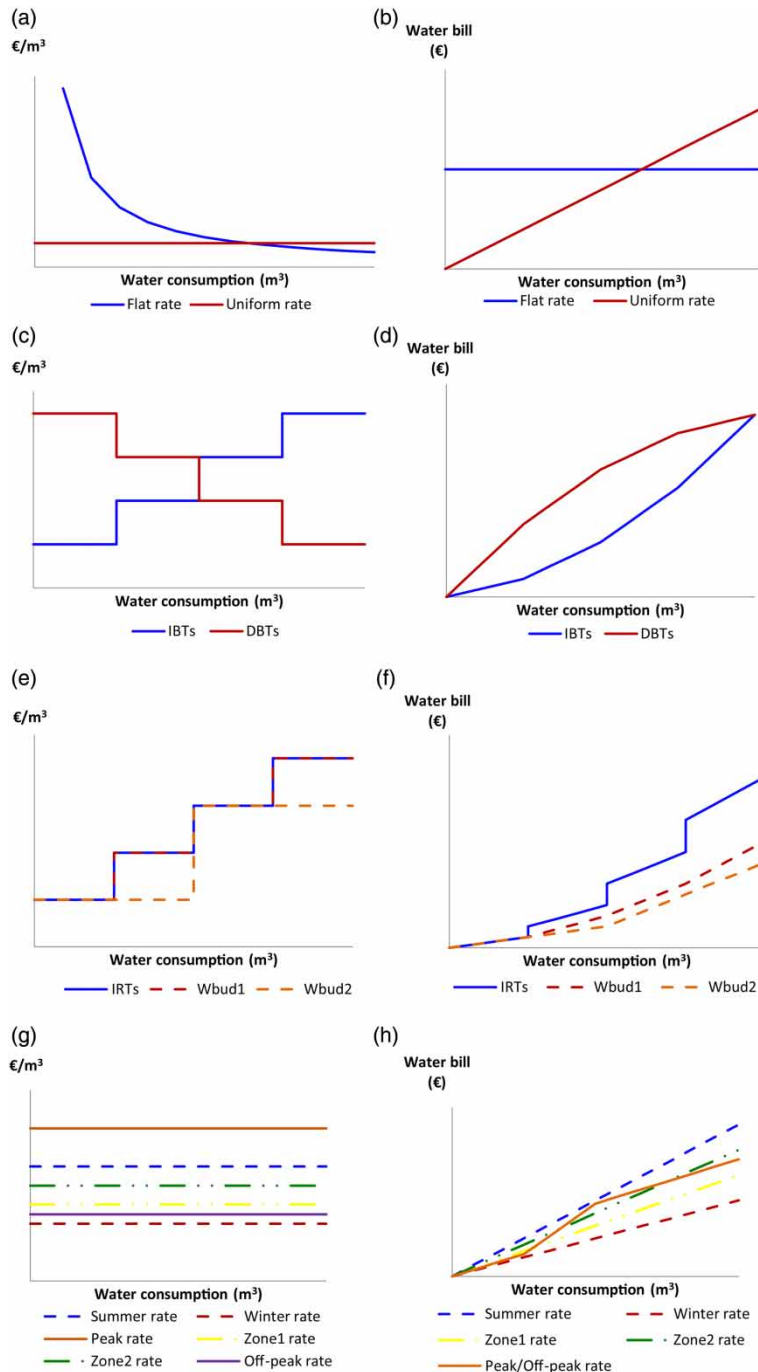 (a)
€/m³
Water consumption (m³)
Flat rate Uniform rate
(b)
Water bill
(€)
Water consumption (m³)
Flat rate Uniform rate
(c)
€/m³
Water consumption (m³)
IBTs DBTs
(d)
Water bill
(€)
Water consumption (m³)
IBTs DBTs
(e)
€/m³
Water consumption (m³)
IRTs Wbud1 Wbud2
(f)
Water bill
(€)
Water consumption (m³)
IRTs Wbud1 Wbud2
(g)
€/m³
Water consumption (m³)
Summer rate Winter rate
Peak rate Zone1 rate
Zone2 rate Off-peak rate
(h)
Water bill
(€)
Water consumption (m³)
Summer rate Winter rate
Zone1 rate Zone2 rate
Peak/Off-peak rate